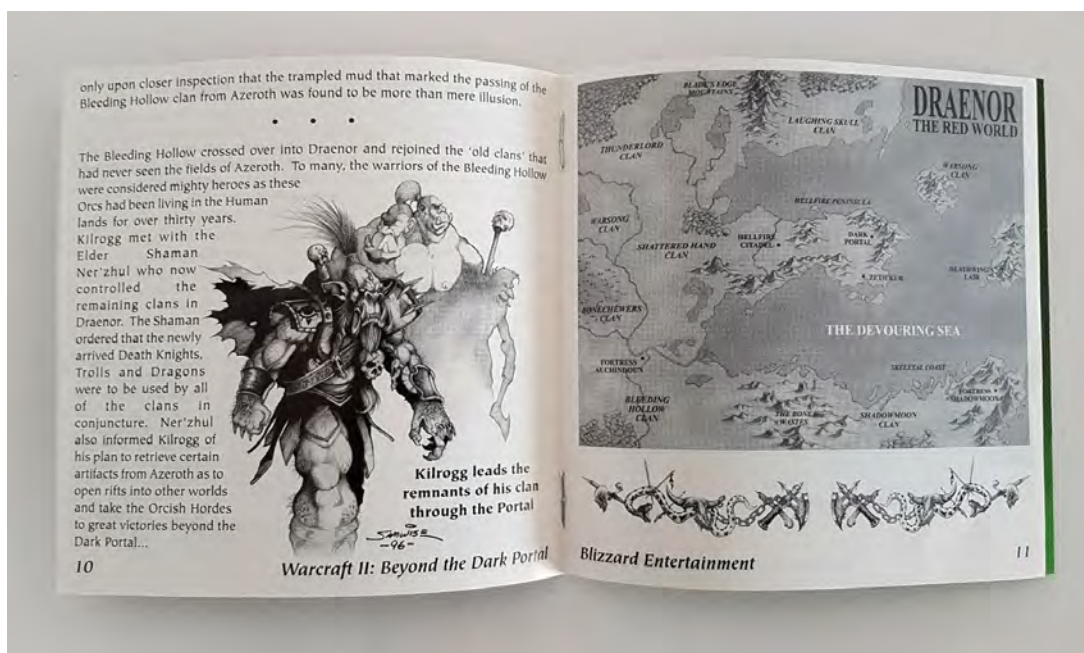 only upon closer inspection that the trampled mud that marked the passing of the
Bleeding Hollow clan from Azeroth was found to be more than mere illusion.
• • •
The Bleeding Hollow crossed over into Draenor and rejoined the 'old clans' that
had never seen the fields of Azeroth. To many, the warriors of the Bleeding Hollow
were considered mighty heroes as these
Orcs had been living in the Human
lands for over thirty years.
Kilrogg met with the
Elder Shaman
Ner'zhul who now
controlled the
remaining clans in
Draenor. The Shaman
ordered that the newly
arrived Death Knights,
Trolls and Dragons
were to be used by all
of the clans in
conjuncture. Ner'zhul
also informed Kilrogg of
his plan to retrieve certain
artifacts from Azeroth as to
open rifts into other worlds
and take the Orcish Hordes
to great victories beyond the
Dark Portal...
Kilrogg leads the
remnants of his clan
through the Portal
SAMWISE
-96-
10
Warcraft II: Beyond the Dark Portal
DRAENOR
THE RED WORLD
BLADE'S EDGE
MOUNTAINS
LAUGHING SKULL
CLAN
THUNDERLORD
CLAN
WARSONG
CLAN
HELLFIRE PENINSULA
WARSONG
CLAN
SHATTERED HAND
CLAN
HELLFIRE
CITADEL
DARK
PORTAL
ZETH'KUR
DEATHWING
LAIR
BONECHEWERS
CLAN
THE DEVOURING SEA
FORTRESS
AUCHINDOUN
SKELETAL COAST
FORTRESS
SHADOWMOON
BLEEDING
HOLLOW
CLAN
THE BONE
WASTES
SHADOWMOON
CLAN
Blizzard Entertainment
11